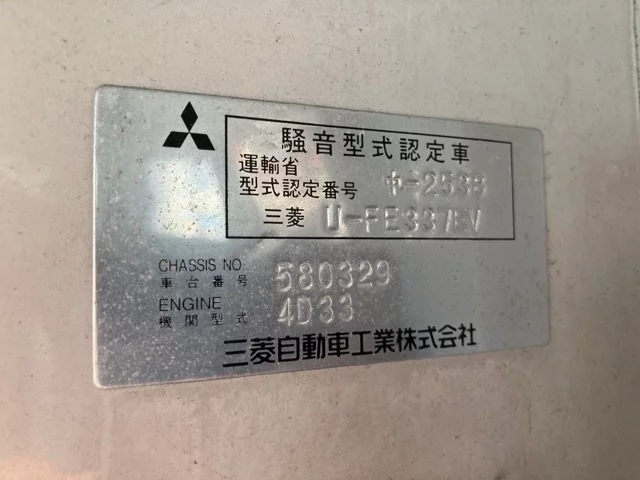 騒音型式認定車
運輸省
型式認定番号 中-2538
三菱 U-FE337EV
CHASSIS NO
車台番号 580329
ENGINE
機関型式 4D33
三菱自動車工業株式会社